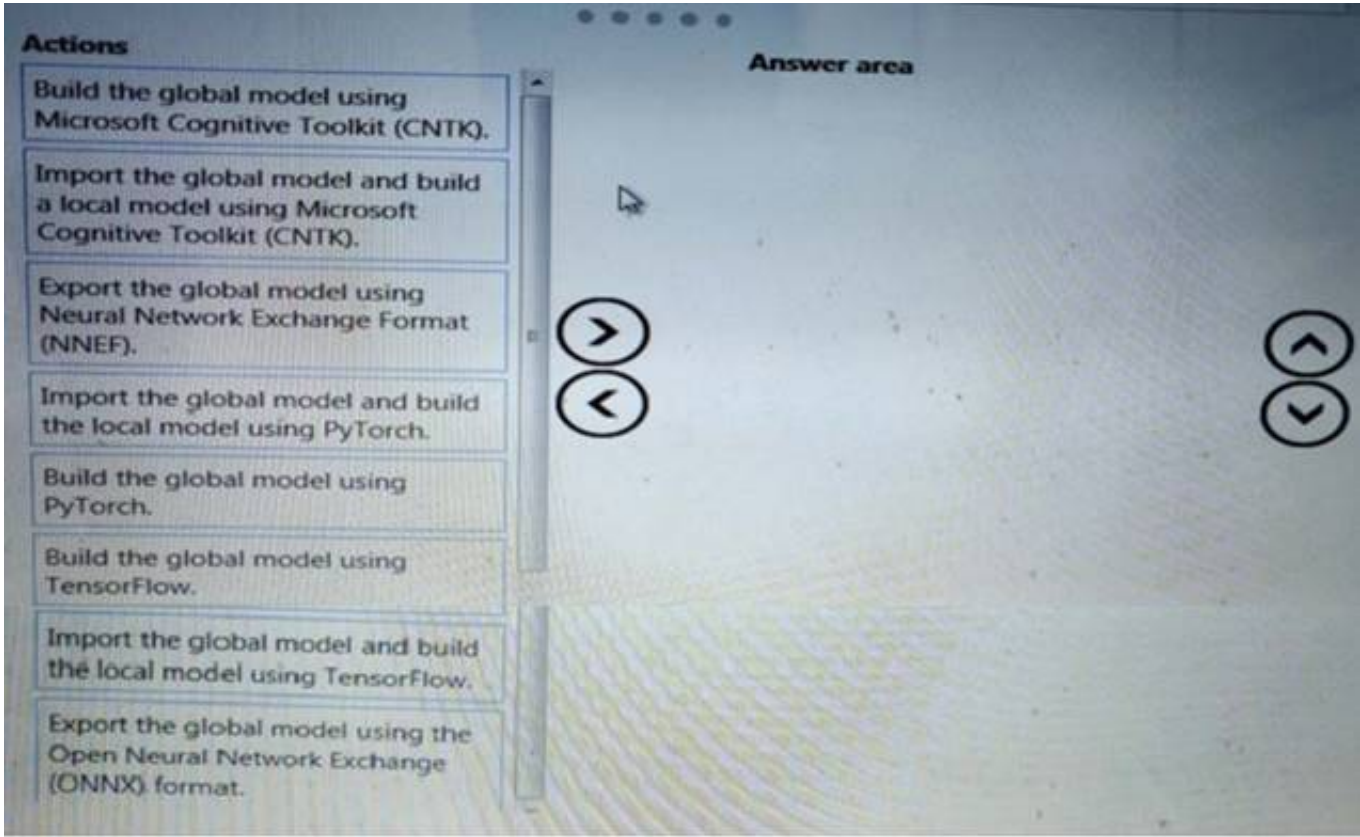 Actions
Answer area
Build the global model using
Microsoft Cognitive Toolkit (CNTK).
Import the global model and build
a local model using Microsoft
Cognitive Toolkit (CNTK).
Export the global model using
Neural Network Exchange Format
(NNEF).
Import the global model and build
the local model using PyTorch.
Build the global model using
PyTorch.
Build the global model using
TensorFlow.
Import the global model and build
the local model using TensorFlow.
Export the global model using the
Open Neural Network Exchange
(ONNX) format.